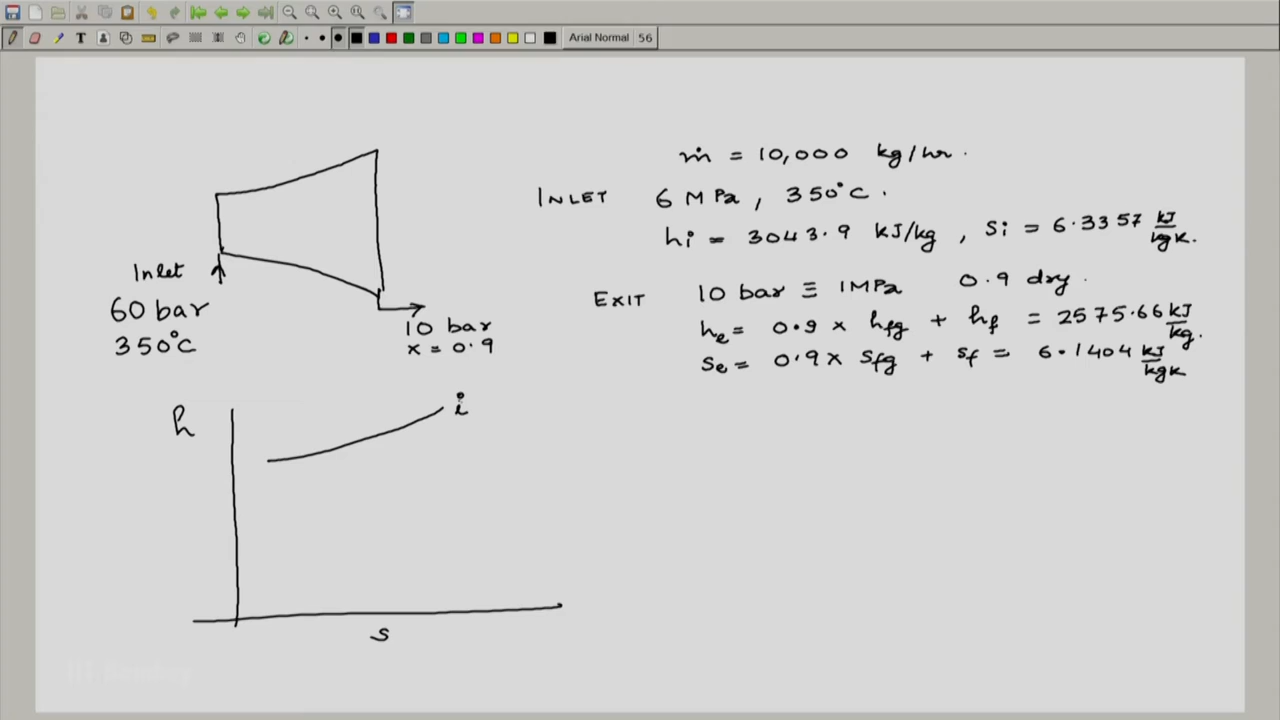 Arial Normal 56
ṁ = 10,000 kg/hr.
INLET 6 MPa, 350°C.
hi = 3043.9 kJ/kg, si = 6.3357 kJ/kgK.
Inlet
60 bar
350°C
10 bar
x = 0.9
EXIT 10 bar ≡ 1MPa 0.9 dry.
he = 0.9 x hfg + hf = 2575.66 kJ/kg.
se = 0.9 x sfg + sf = 6.1404 kJ/kgK
h
i
s